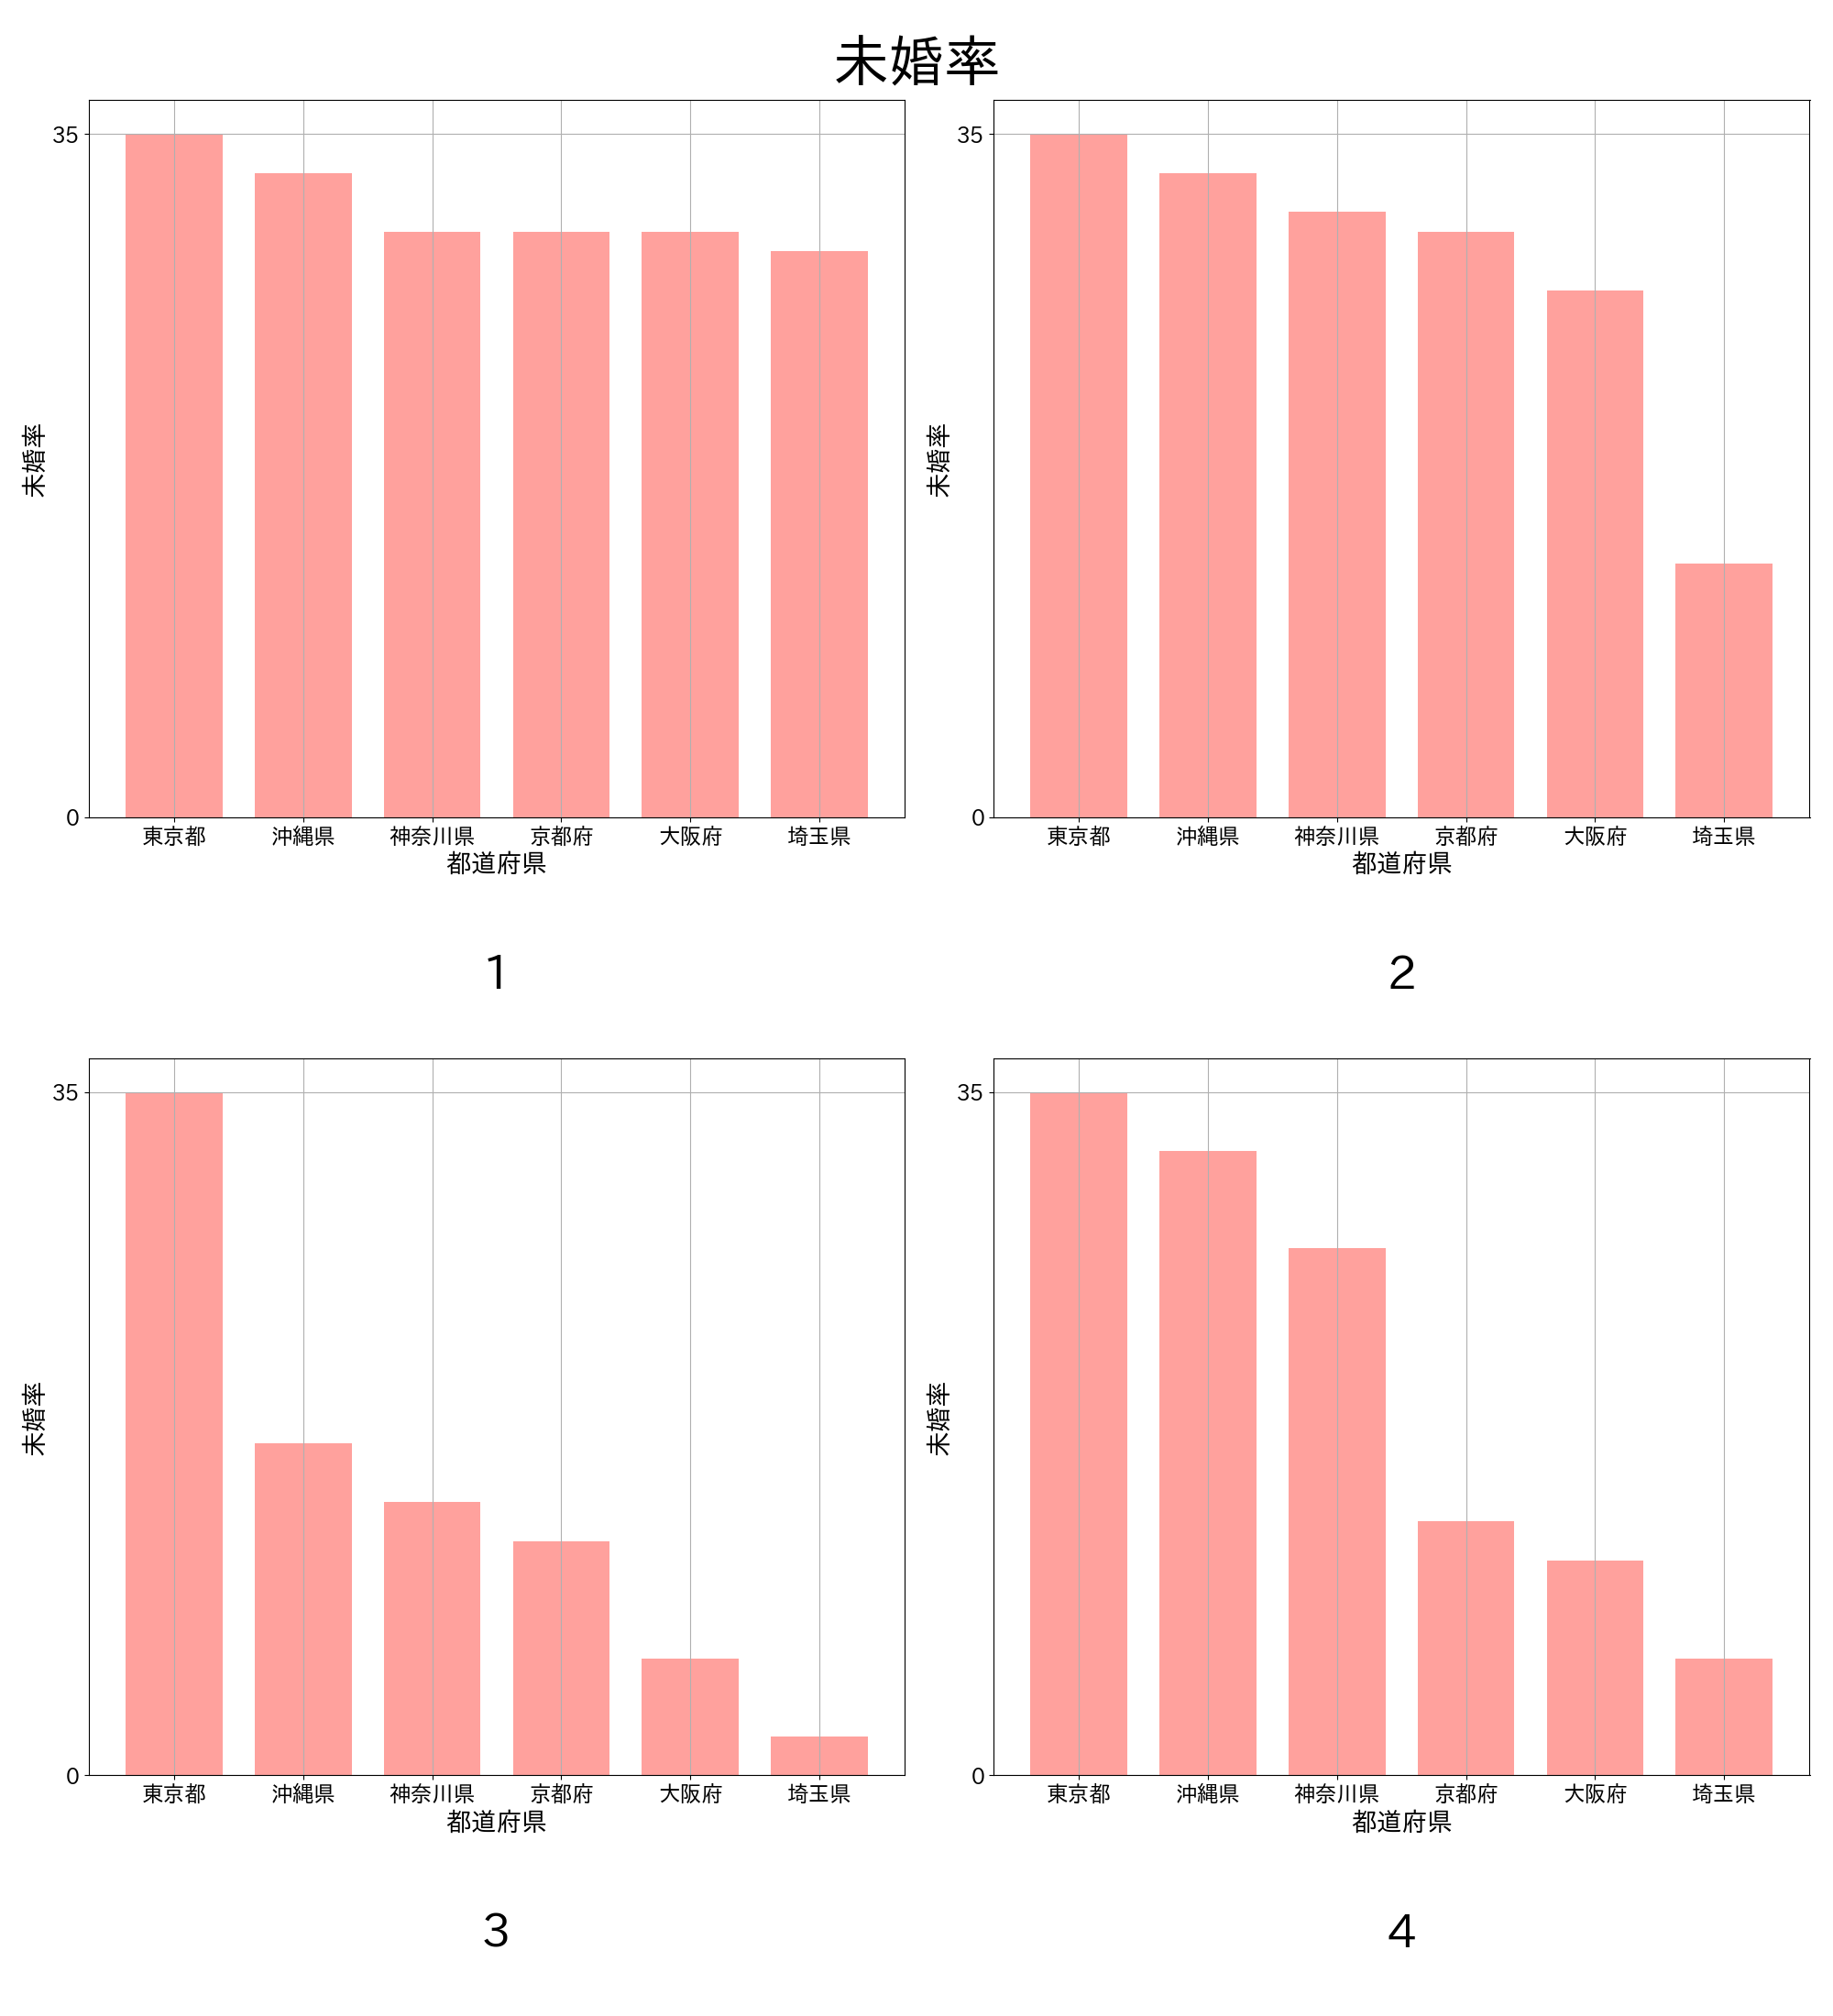 未婚率
35
0
未婚率
東京都 沖縄県 神奈川県 京都府 大阪府 埼玉県
都道府県
1
35
0
未婚率
東京都 沖縄県 神奈川県 京都府 大阪府 埼玉県
都道府県
2
35
0
未婚率
東京都 沖縄県 神奈川県 京都府 大阪府 埼玉県
都道府県
3
35
0
未婚率
東京都 沖縄県 神奈川県 京都府 大阪府 埼玉県
都道府県
4